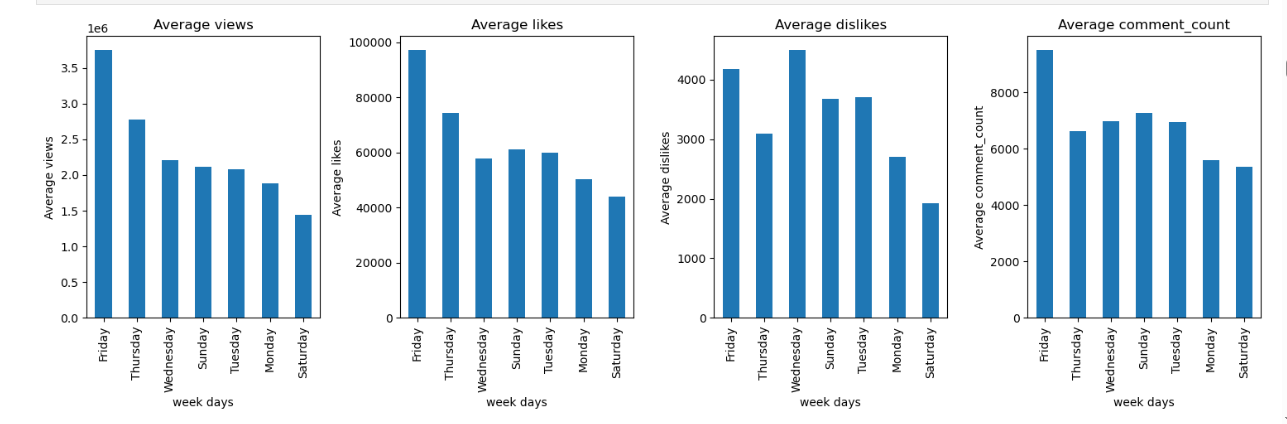 Average views
1e6
3.5
3.0
2.5
2.0
1.5
1.0
0.5
0.0
Average views
Friday
Thursday
Wednesday
Sunday
Tuesday
Monday
Saturday
week days
Average likes
100000
80000
60000
40000
20000
0
Average likes
Friday
Thursday
Wednesday
Sunday
Tuesday
Monday
Saturday
week days
Average dislikes
4000
3000
2000
1000
0
Average dislikes
Friday
Thursday
Wednesday
Sunday
Tuesday
Monday
Saturday
week days
Average comment_count
8000
6000
4000
2000
0
Average comment_count
Friday
Thursday
Wednesday
Sunday
Tuesday
Monday
Saturday
week days